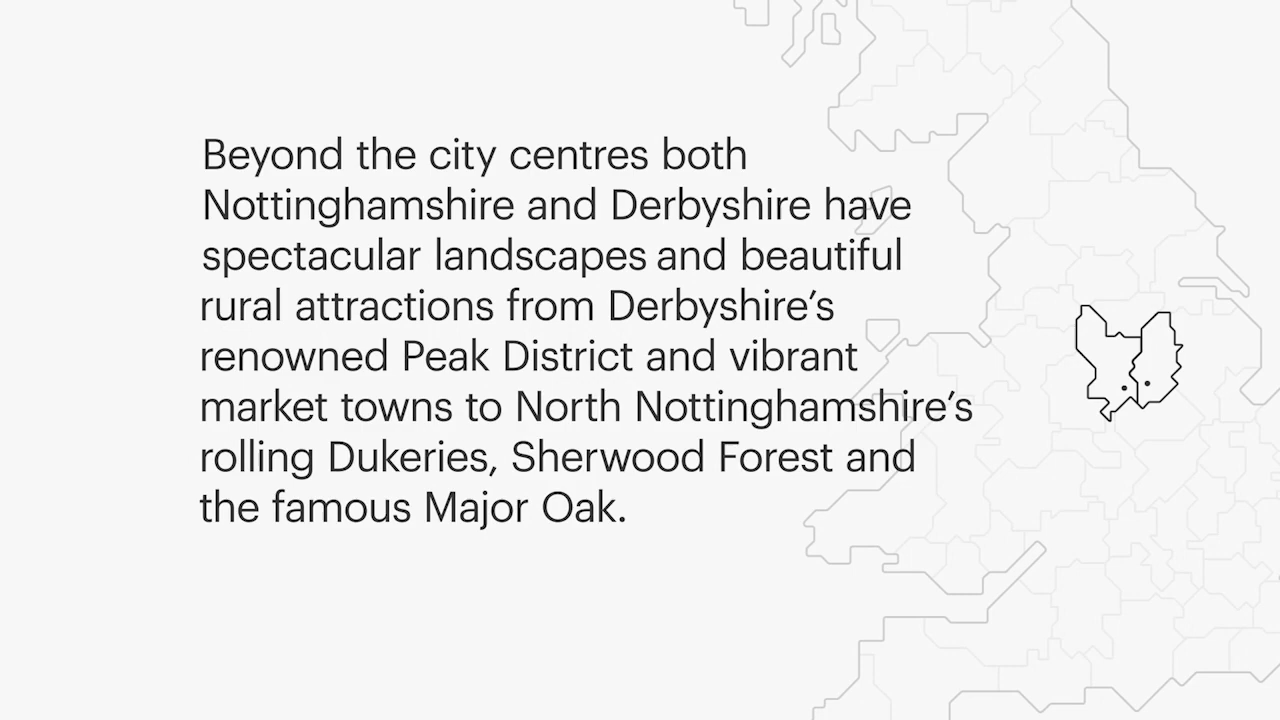 Beyond the city centres both
Nottinghamshire and Derbyshire have
spectacular landscapes and beautiful
rural attractions from Derbyshire’s
renowned Peak District and vibrant
market towns to North Nottinghamshire’s
rolling Dukeries, Sherwood Forest and
the famous Major Oak.